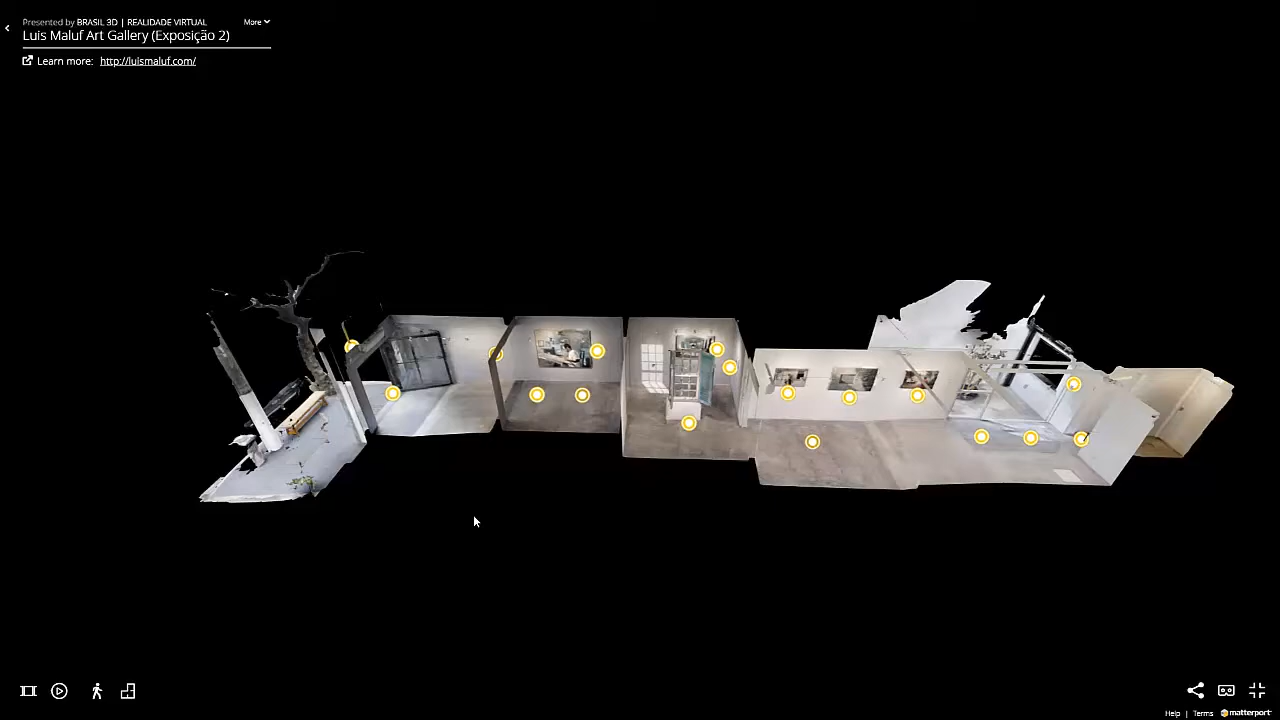 Presented by BRASIL 3D | REALIDADE VIRTUAL
More
Luis Maluf Art Gallery (Exposição 2)
Learn more: http://luismaluf.com/
Help | Terms matterport